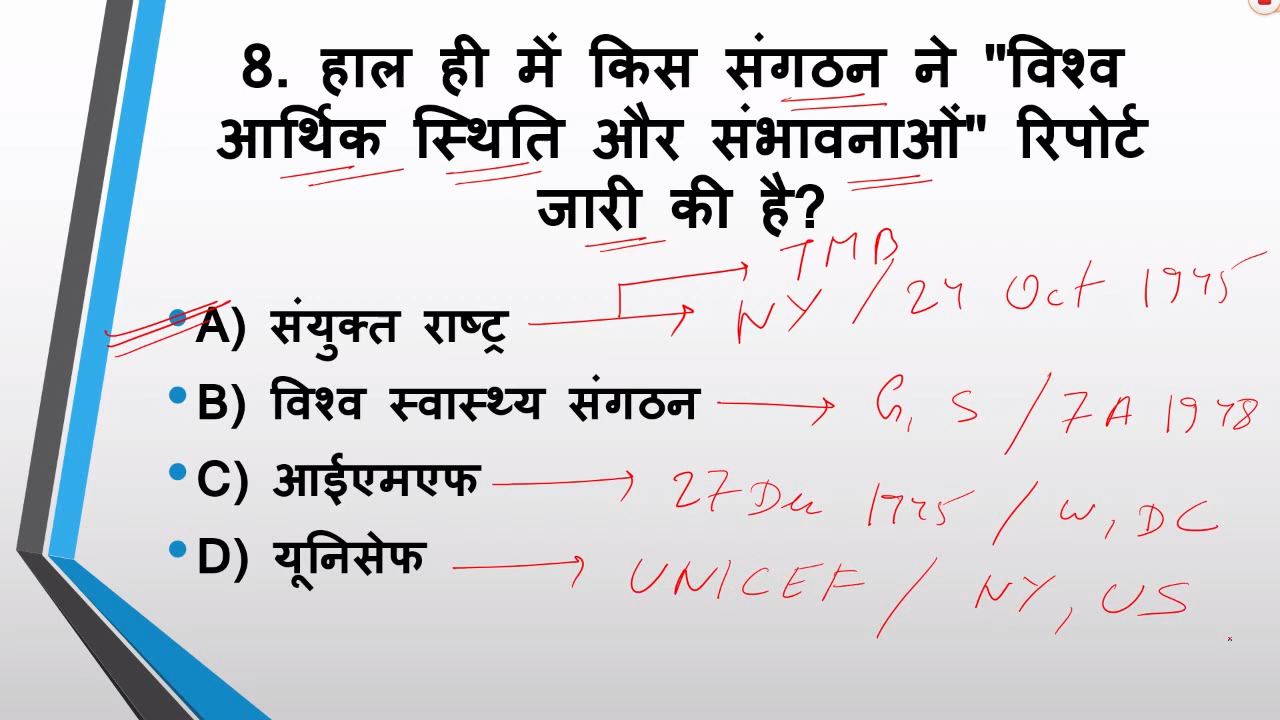 8. हाल ही में किस संगठन ने "विश्व
आर्थिक स्थिति और संभावनाओं" रिपोर्ट
जारी की है?
TMB
A) संयुक्त राष्ट्र NY / 24 Oct 1945
B) विश्व स्वास्थ्य संगठन G, S / 7A 1948
C) आईएमएफ 27 Dec 1945 / W, DC
D) यूनिसेफ UNICEF / NY, US